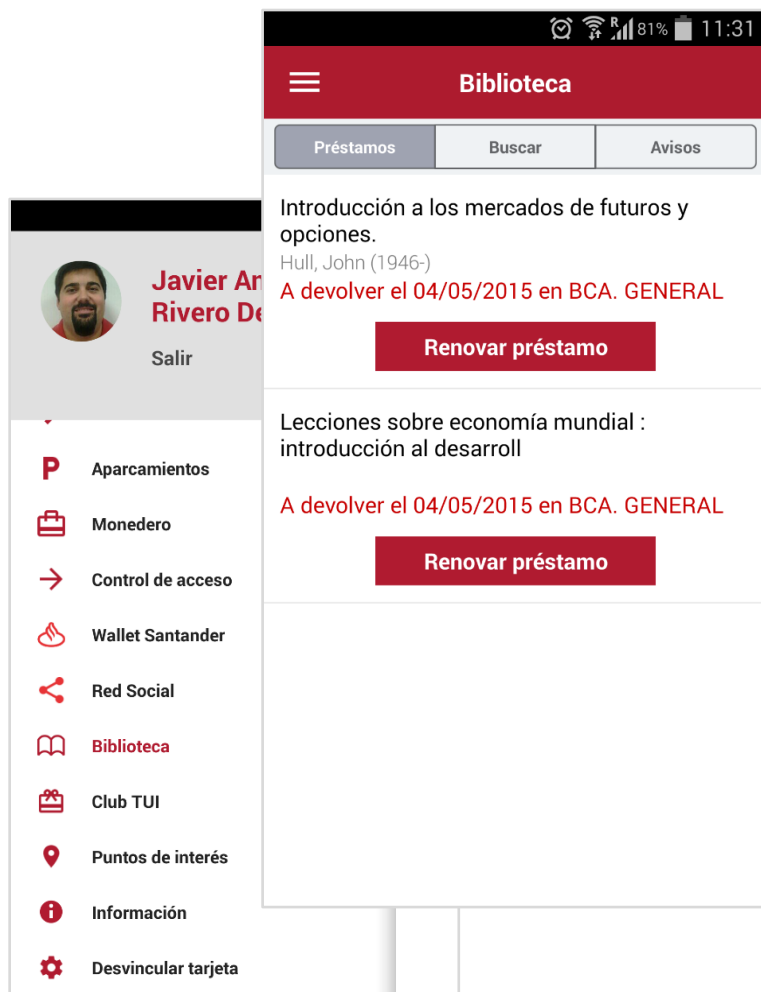 R 81% 11:31
Biblioteca
Préstamos Buscar Avisos
Introducción a los mercados de futuros y
opciones.
Hull, John (1946-)
A devolver el 04/05/2015 en BCA. GENERAL
Renovar préstamo
Lecciones sobre economía mundial :
introducción al desarroll
A devolver el 04/05/2015 en BCA. GENERAL
Renovar préstamo
Javier
Rivero
Salir
P Aparcamientos
Monedero
Control de acceso
Wallet Santander
Red Social
Biblioteca
Club TUI
Puntos de interés
Información
Desvincular tarjeta